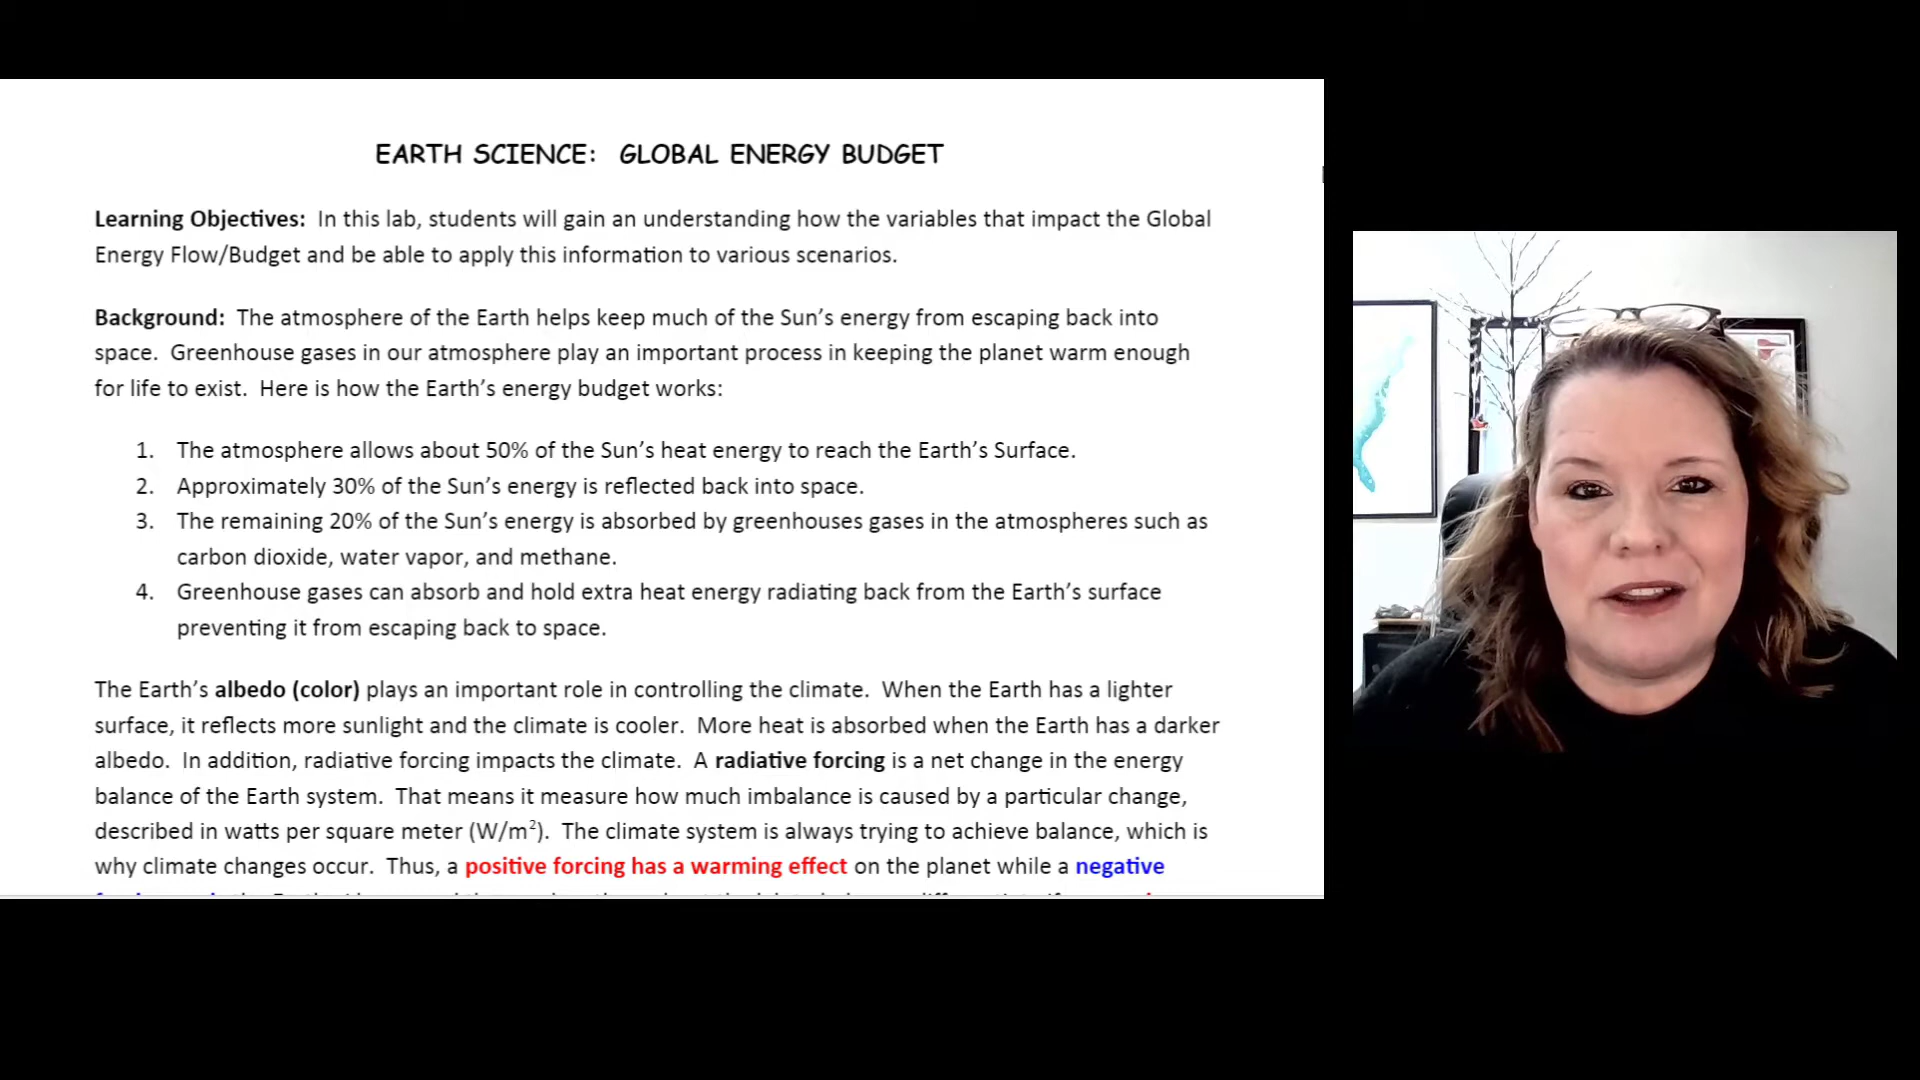 EARTH SCIENCE: GLOBAL ENERGY BUDGET
Learning Objectives: In this lab, students will gain an understanding how the variables that impact the Global
Energy Flow/Budget and be able to apply this information to various scenarios.
Background: The atmosphere of the Earth helps keep much of the Sun’s energy from escaping back into
space. Greenhouse gases in our atmosphere play an important process in keeping the planet warm enough
for life to exist. Here is how the Earth’s energy budget works:
1. The atmosphere allows about 50% of the Sun’s heat energy to reach the Earth’s Surface.
2. Approximately 30% of the Sun’s energy is reflected back into space.
3. The remaining 20% of the Sun’s energy is absorbed by greenhouses gases in the atmospheres such as
carbon dioxide, water vapor, and methane.
4. Greenhouse gases can absorb and hold extra heat energy radiating back from the Earth’s surface
preventing it from escaping back to space.
The Earth’s albedo (color) plays an important role in controlling the climate. When the Earth has a lighter
surface, it reflects more sunlight and the climate is cooler. More heat is absorbed when the Earth has a darker
albedo. In addition, radiative forcing impacts the climate. A radiative forcing is a net change in the energy
balance of the Earth system. That means it measure how much imbalance is caused by a particular change,
described in watts per square meter (W/m²). The climate system is always trying to achieve balance, which is
why climate changes occur. Thus, a positive forcing has a warming effect on the planet while a negative